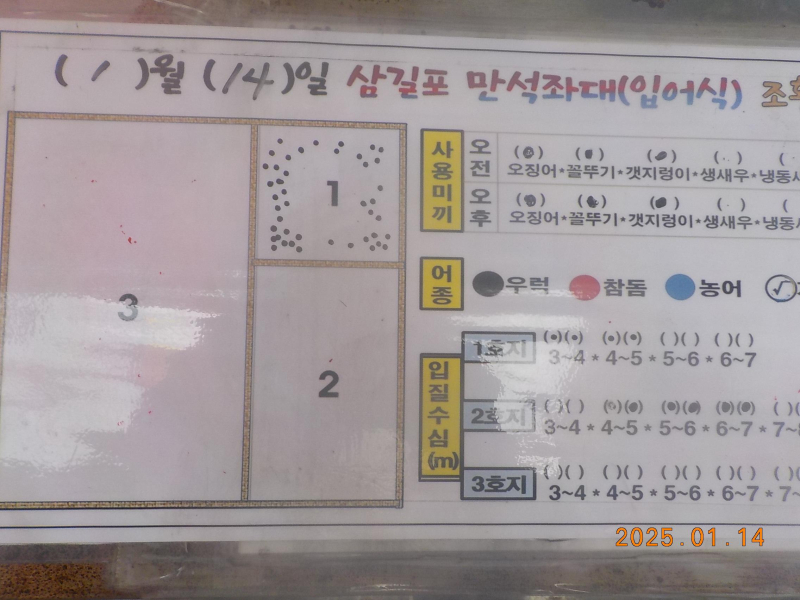 ( 1 )월 (14)일 삼길포 만석좌대(입어식)
3
1
2
사용미끼
오전
오징어*꼴뚜기*갯지렁이*생새우*냉동
오후
오징어*꼴뚜기*갯지렁이*생새우*냉동
어종
우럭 참돔 농어
입질수심(m)
1호지
( )( ) ( )( ) ( )( ) ( )( )
3~4 * 4~5 * 5~6 * 6~7
2호지
( )( ) ( )( ) ( )( ) ( )( )
3~4 * 4~5 * 5~6 * 6~7 * 7~
3호지
( )( ) ( )( ) ( )( ) ( )( )
3~4 * 4~5 * 5~6 * 6~7 * 7~
2025.01.14